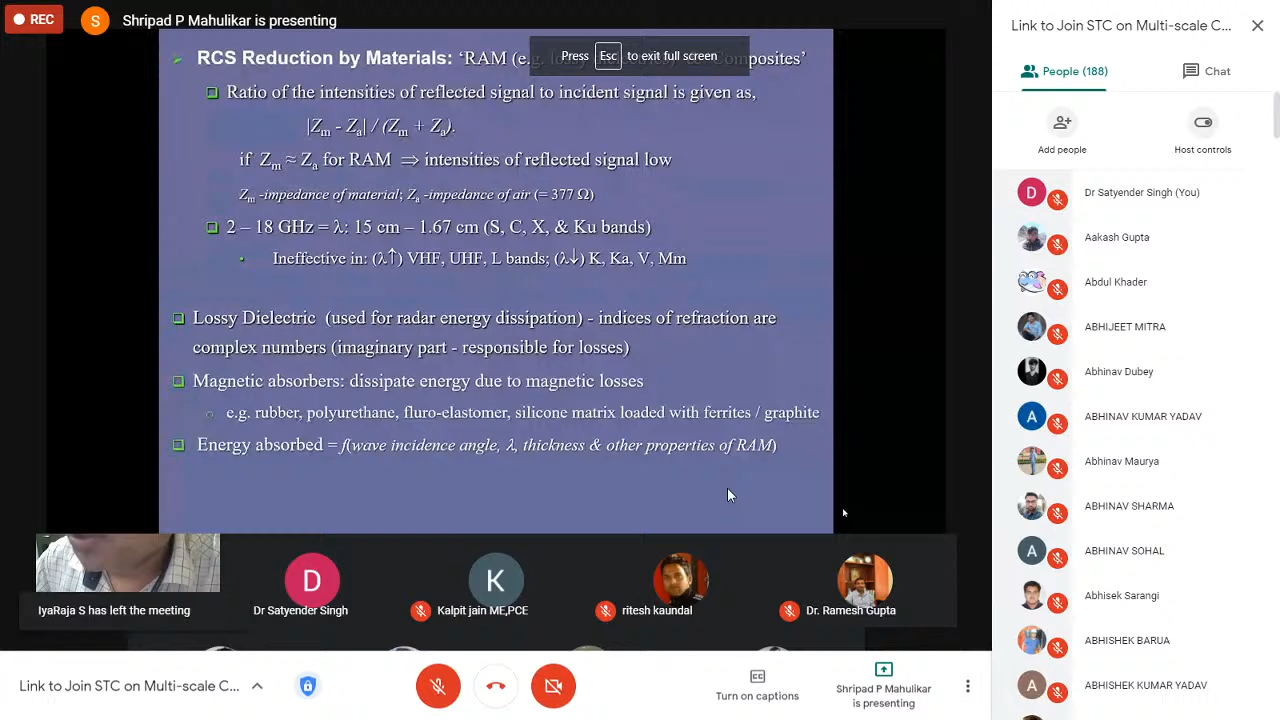 REC
S
Shripad P Mahulikar is presenting
RCS Reduction by Materials: ‘RAM (e.g.
Composites’
Press Esc to exit full screen
Ratio of the intensities of reflected signal to incident signal is given as,
|Zm - Za| / (Zm + Za).
if Zm ≈ Za for RAM ⇒ intensities of reflected signal low
Zm -impedance of material; Za -impedance of air (= 377 Ω)
2 – 18 GHz = λ: 15 cm – 1.67 cm (S, C, X, & Ku bands)
Ineffective in: (λ↑) VHF, UHF, L bands; (λ↓) K, Ka, V, Mm
Lossy Dielectric (used for radar energy dissipation) - indices of refraction are
complex numbers (imaginary part - responsible for losses)
Magnetic absorbers: dissipate energy due to magnetic losses
e.g. rubber, polyurethane, fluro-elastomer, silicone matrix loaded with ferrites / graphite
Energy absorbed = f(wave incidence angle, λ, thickness & other properties of RAM)
D
K
IyaRaja S has left the meeting
Dr Satyender Singh
Kalpit jain ME,PCE
ritesh kaundal
Dr. Ramesh Gupta
Link to Join STC on Multi-scale C...
Turn on captions
Shripad P Mahulikar
is presenting
Link to Join STC on Multi-scale C...
People (188)
Chat
Add people
Host controls
D
Dr Satyender Singh (You)
Aakash Gupta
Abdul Khader
ABHIJEET MITRA
Abhinav Dubey
A
ABHINAV KUMAR YADAV
Abhinav Maurya
ABHINAV SHARMA
A
ABHINAV SOHAL
Abhisek Sarangi
ABHISHEK BARUA
A
ABHISHEK KUMAR YADAV